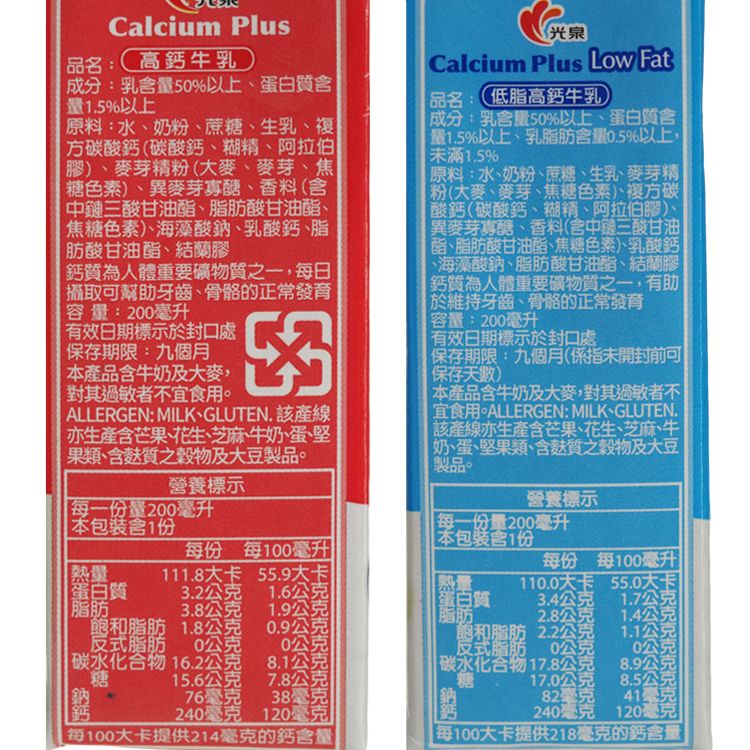 光泉
Calcium Plus
品名：高鈣牛乳
成分：乳含量50%以上、蛋白質含
量1.5%以上
原料：水、奶粉、蔗糖、生乳、複
方碳酸鈣(碳酸鈣、糊精、阿拉伯
膠)、麥芽精粉(大麥、麥芽、焦
糖色素)、異麥芽寡醣、香料(含
中鏈三酸甘油酯、脂肪酸甘油酯、
焦糖色素)、海藻酸鈉、乳酸鈣、脂
肪酸甘油酯、結蘭膠
鈣質為人體重要礦物質之一，每日
攝取可幫助牙齒、骨骼的正常發育
容量：200毫升
有效日期標示於封口處
保存期限：九個月
本產品含牛奶及大麥，
對其過敏者不宜食用。
ALLERGEN: MILK、GLUTEN. 該產線
亦生產含芒果、花生、芝麻、牛奶、蛋、堅
果類、含麩質之穀物及大豆製品。
營養標示
每一份量200毫升
本包裝含1份
每份 每100毫升
熱量 111.8大卡 55.9大卡
蛋白質 3.2公克 1.6公克
脂肪 3.8公克 1.9公克
飽和脂肪 1.8公克 0.9公克
反式脂肪 0公克 0公克
碳水化合物 16.2公克 8.1公克
糖 15.6公克 7.8公克
鈉 76毫克 38毫克
鈣 240毫克 120毫克
每100大卡提供214毫克的鈣含量
光泉
Calcium Plus Low Fat
品名：低脂高鈣牛乳
成分：乳含量50%以上、蛋白質含
量1.5%以上、乳脂肪含量0.5%以上，
未滿1.5%
原料：水、奶粉、蔗糖、生乳、麥芽精
粉(大麥、麥芽、焦糖色素)、複方碳
酸鈣(碳酸鈣、糊精、阿拉伯膠)、
異麥芽寡醣、香料(含中鏈三酸甘油
酯、脂肪酸甘油酯、焦糖色素)、乳酸鈣
、海藻酸鈉、脂肪酸甘油酯、結蘭膠
鈣質為人體重要礦物質之一，有助
於維持牙齒、骨骼的正常發育
容量：200毫升
有效日期標示於封口處
保存期限：九個月(係指未開封前可
保存天數)
本產品含牛奶及大麥，對其過敏者不
宜食用。ALLERGEN: MILK、GLUTEN.
該產線亦生產含芒果、花生、芝麻、牛
奶、蛋、堅果類、含麩質之穀物及大豆
製品。
營養標示
每一份量200毫升
本包裝含1份
每份 每100毫升
熱量 110.0大卡 55.0大卡
蛋白質 3.4公克 1.7公克
脂肪 2.8公克 1.4公克
飽和脂肪 2.2公克 1.1公克
反式脂肪 0公克 0公克
碳水化合物 17.8公克 8.9公克
糖 17.0公克 8.5公克
鈉 82毫克 41毫克
鈣 240毫克 120毫克
每100大卡提供218毫克的鈣含量